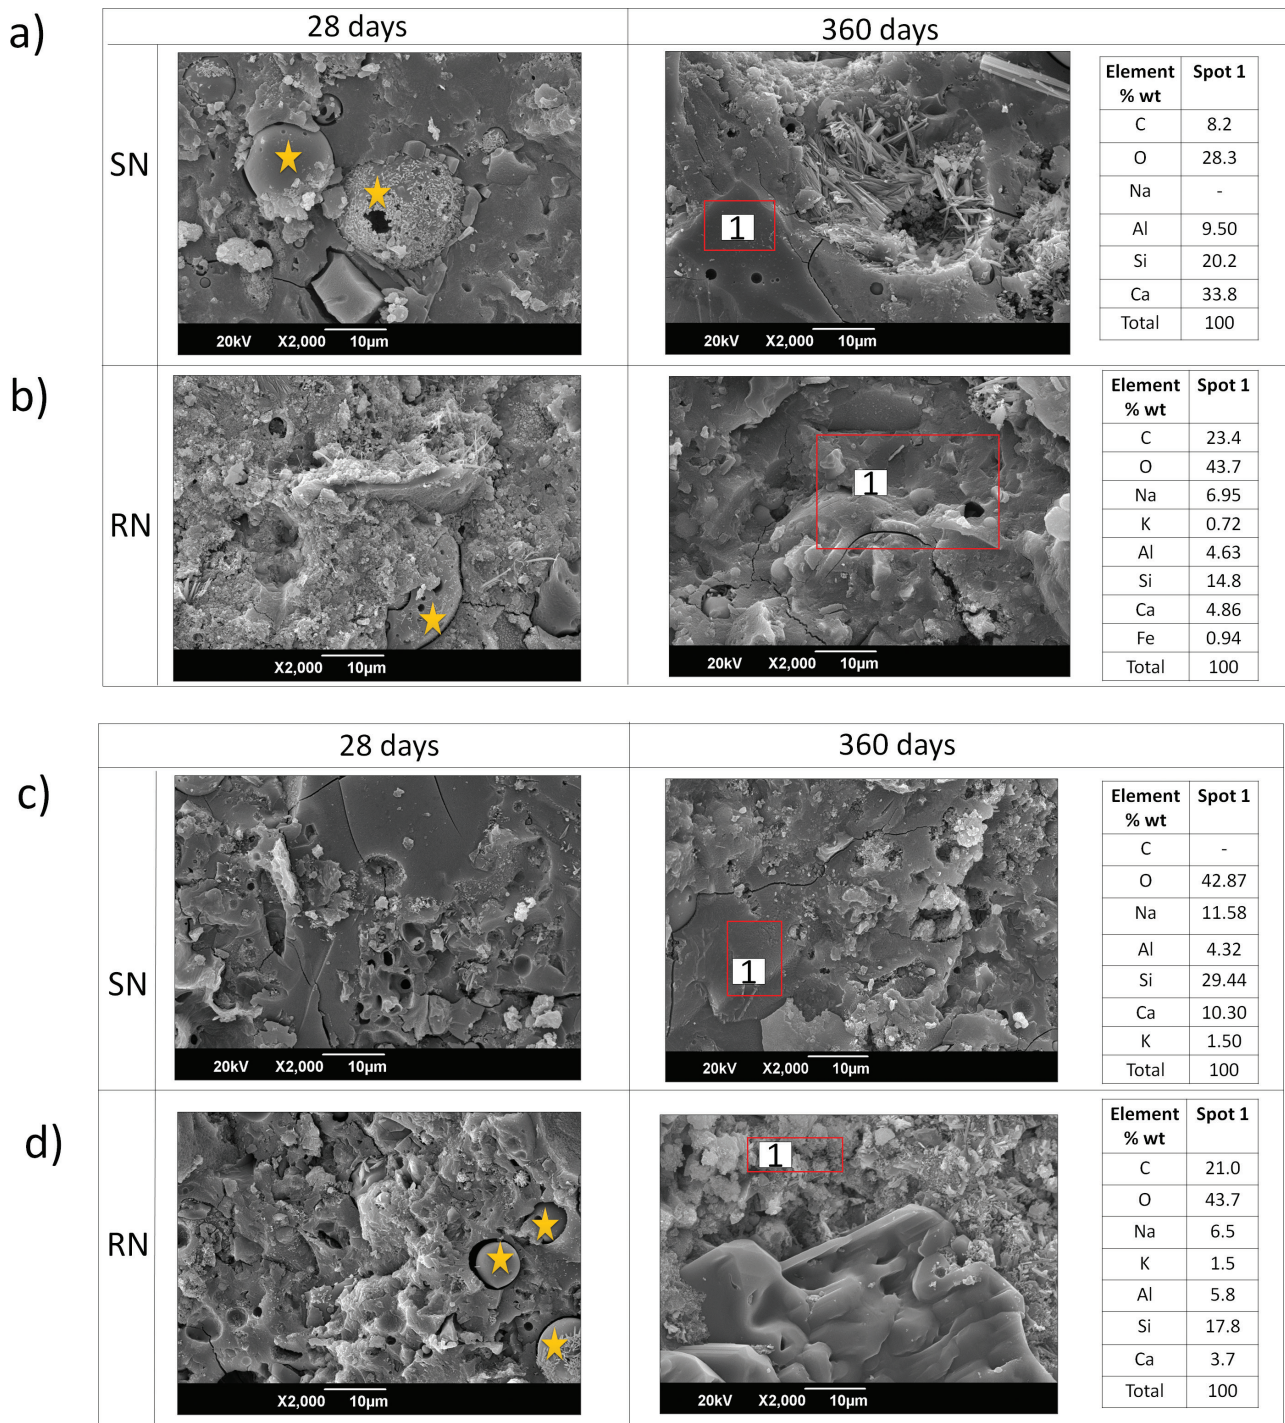 a)
28 days
360 days
SN
20kV X2,000 10µm
1
20kV X2,000 10µm
Element % wt Spot 1
C 8.2
O 28.3
Na -
Al 9.50
Si 20.2
Ca 33.8
Total 100
b)
RN
X2,000 10µm
1
20kV X2,000 10µm
Element % wt Spot 1
C 23.4
O 43.7
Na 6.95
K 0.72
Al 4.63
Si 14.8
Ca 4.86
Fe 0.94
Total 100
28 days
360 days
c)
SN
20kV X2,000 10µm
1
20kV X2,000 10µm
Element % wt Spot 1
C -
O 42.87
Na 11.58
Al 4.32
Si 29.44
Ca 10.30
K 1.50
Total 100
d)
RN
X2,000 10µm
1
20kV X2,000 10µm
Element % wt Spot 1
C 21.0
O 43.7
Na 6.5
K 1.5
Al 5.8
Si 17.8
Ca 3.7
Total 100